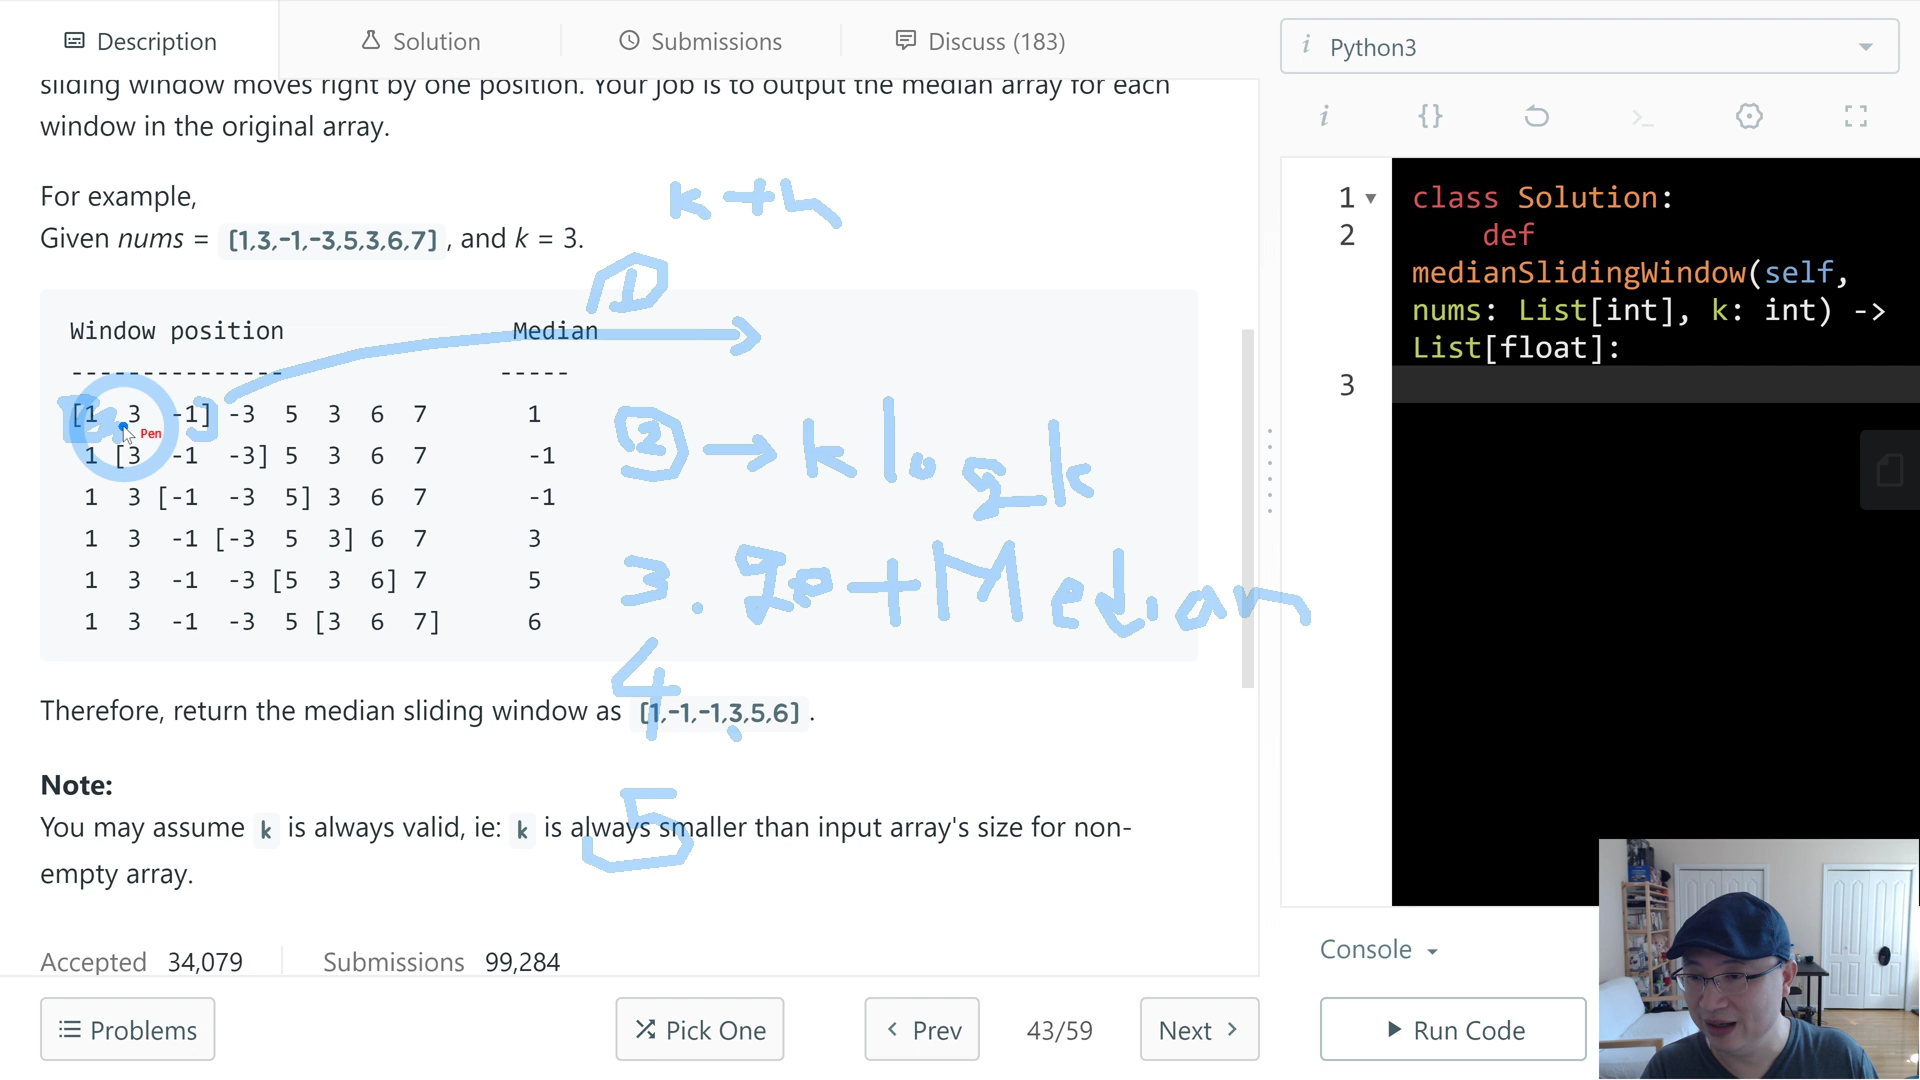 Description
Solution
Submissions
Discuss (183)
sliding window moves right by one position. Your job is to output the median array for each
window in the original array.
For example,
k + h
Given nums = [1,3,-1,-3,5,3,6,7] , and k = 3.
1
Window position Median
--------------- -----
[1 3 -1] -3 5 3 6 7 1
Pen
1 [3 -1 -3] 5 3 6 7 -1
1 3 [-1 -3 5] 3 6 7 -1
1 3 -1 [-3 5 3] 6 7 3
1 3 -1 -3 [5 3 6] 7 5
1 3 -1 -3 5 [3 6 7] 6
2 → k log k
3. + Median
4
Therefore, return the median sliding window as [1,-1,-1,3,5,6] .
Note:
5
You may assume k is always valid, ie: k is always smaller than input array's size for non-
empty array.
Accepted 34,079 Submissions 99,284
Problems
Pick One
Prev
43/59
Next
i Python3
i {} >_
1 class Solution:
2 def
medianSlidingWindow(self,
nums: List[int], k: int) ->
List[float]:
3
Console
Run Code